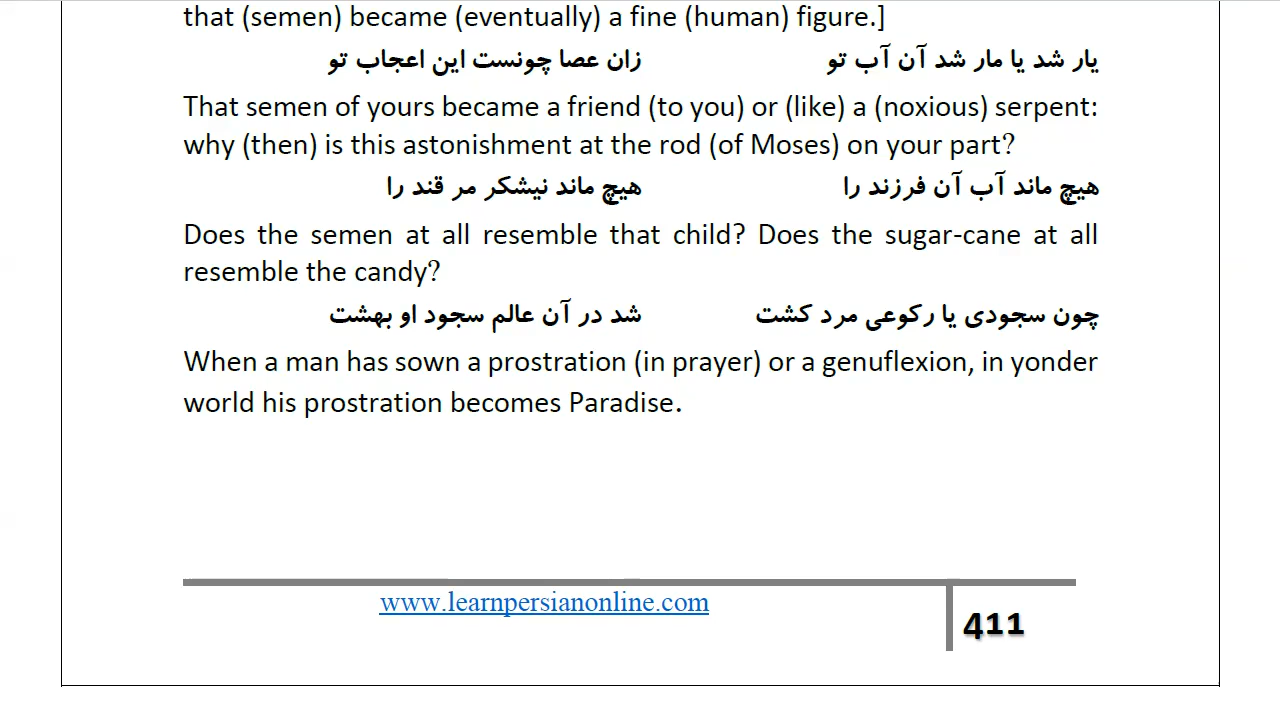 that (semen) became (eventually) a fine (human) figure.]
یار شد یا مار شد آن آب تو زان عصا چونست این اعجاب تو
That semen of yours became a friend (to you) or (like) a (noxious) serpent:
why (then) is this astonishment at the rod (of Moses) on your part?
هیچ ماند آب آن فرزند را هیچ ماند نیشکر مر قند را
Does the semen at all resemble that child? Does the sugar-cane at all
resemble the candy?
چون سجودی یا رکوعی مرد کشت شد در آن عالم سجود او بهشت
When a man has sown a prostration (in prayer) or a genuflexion, in yonder
world his prostration becomes Paradise.
www.learnpersianonline.com
411